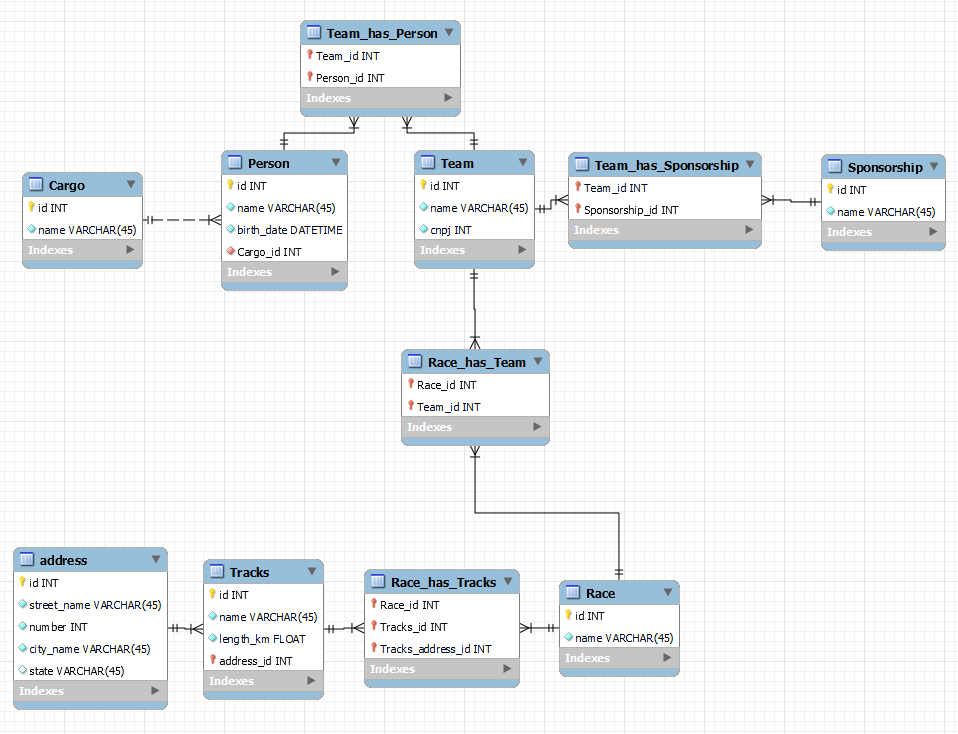 Team_has_Person
Team_id INT
Person_id INT
Indexes
Cargo
id INT
name VARCHAR(45)
Indexes
Person
id INT
name VARCHAR(45)
birth_date DATETIME
Cargo_id INT
Indexes
Team
id INT
name VARCHAR(45)
cnpj INT
Indexes
Team_has_Sponsorship
Team_id INT
Sponsorship_id INT
Indexes
Sponsorship
id INT
name VARCHAR(45)
Indexes
Race_has_Team
Race_id INT
Team_id INT
Indexes
address
id INT
street_name VARCHAR(45)
number INT
city_name VARCHAR(45)
state VARCHAR(45)
Indexes
Tracks
id INT
name VARCHAR(45)
length_km FLOAT
address_id INT
Indexes
Race_has_Tracks
Race_id INT
Tracks_id INT
Tracks_address_id INT
Indexes
Race
id INT
name VARCHAR(45)
Indexes